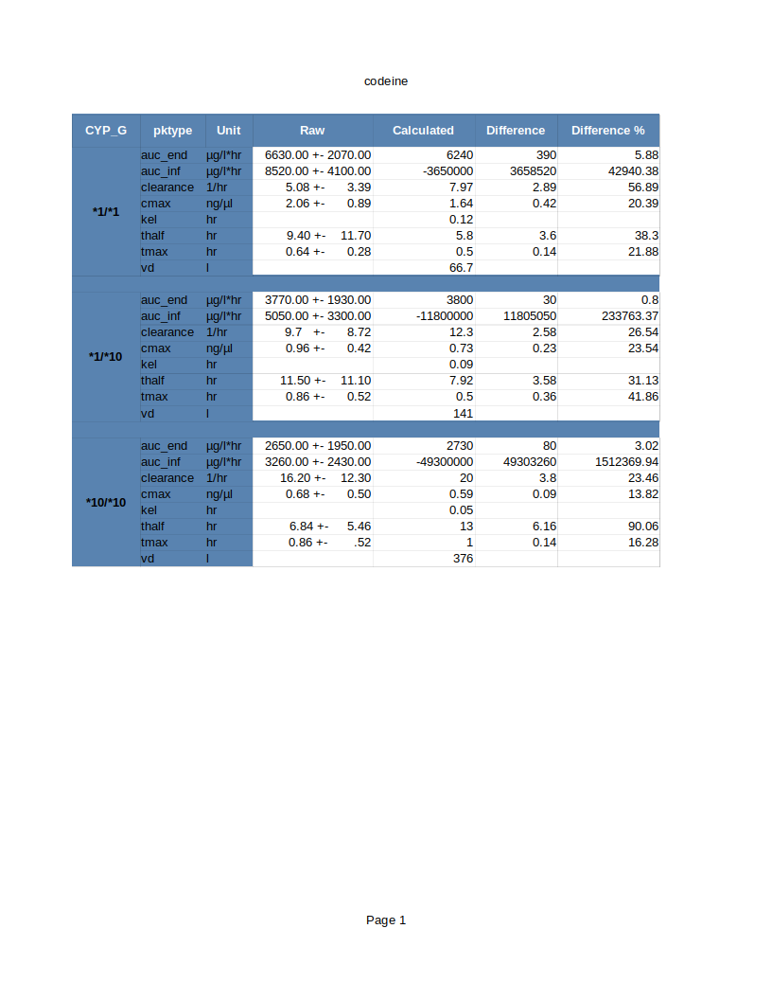 codeine
CYP_G pktype Unit Raw Calculated Difference Difference %
auc_end µg/l*hr 6630.00 +- 2070.00 6240 390 5.88
auc_inf µg/l*hr 8520.00 +- 4100.00 -3650000 3658520 42940.38
clearance 1/hr 5.08 +- 3.39 7.97 2.89 56.89
*1/*1 cmax ng/µl 2.06 +- 0.89 1.64 0.42 20.39
kel hr 0.12
thalf hr 9.40 +- 11.70 5.8 3.6 38.3
tmax hr 0.64 +- 0.28 0.5 0.14 21.88
vd l 66.7
auc_end µg/l*hr 3770.00 +- 1930.00 3800 30 0.8
auc_inf µg/l*hr 5050.00 +- 3300.00 -11800000 11805050 233763.37
clearance 1/hr 9.7 +- 8.72 12.3 2.58 26.54
*1/*10 cmax ng/µl 0.96 +- 0.42 0.73 0.23 23.54
kel hr 0.09
thalf hr 11.50 +- 11.10 7.92 3.58 31.13
tmax hr 0.86 +- 0.52 0.5 0.36 41.86
vd l 141
auc_end µg/l*hr 2650.00 +- 1950.00 2730 80 3.02
auc_inf µg/l*hr 3260.00 +- 2430.00 -49300000 49303260 1512369.94
clearance 1/hr 16.20 +- 12.30 20 3.8 23.46
*10/*10 cmax ng/µl 0.68 +- 0.50 0.59 0.09 13.82
kel hr 0.05
thalf hr 6.84 +- 5.46 13 6.16 90.06
tmax hr 0.86 +- .52 1 0.14 16.28
vd l 376
Page 1